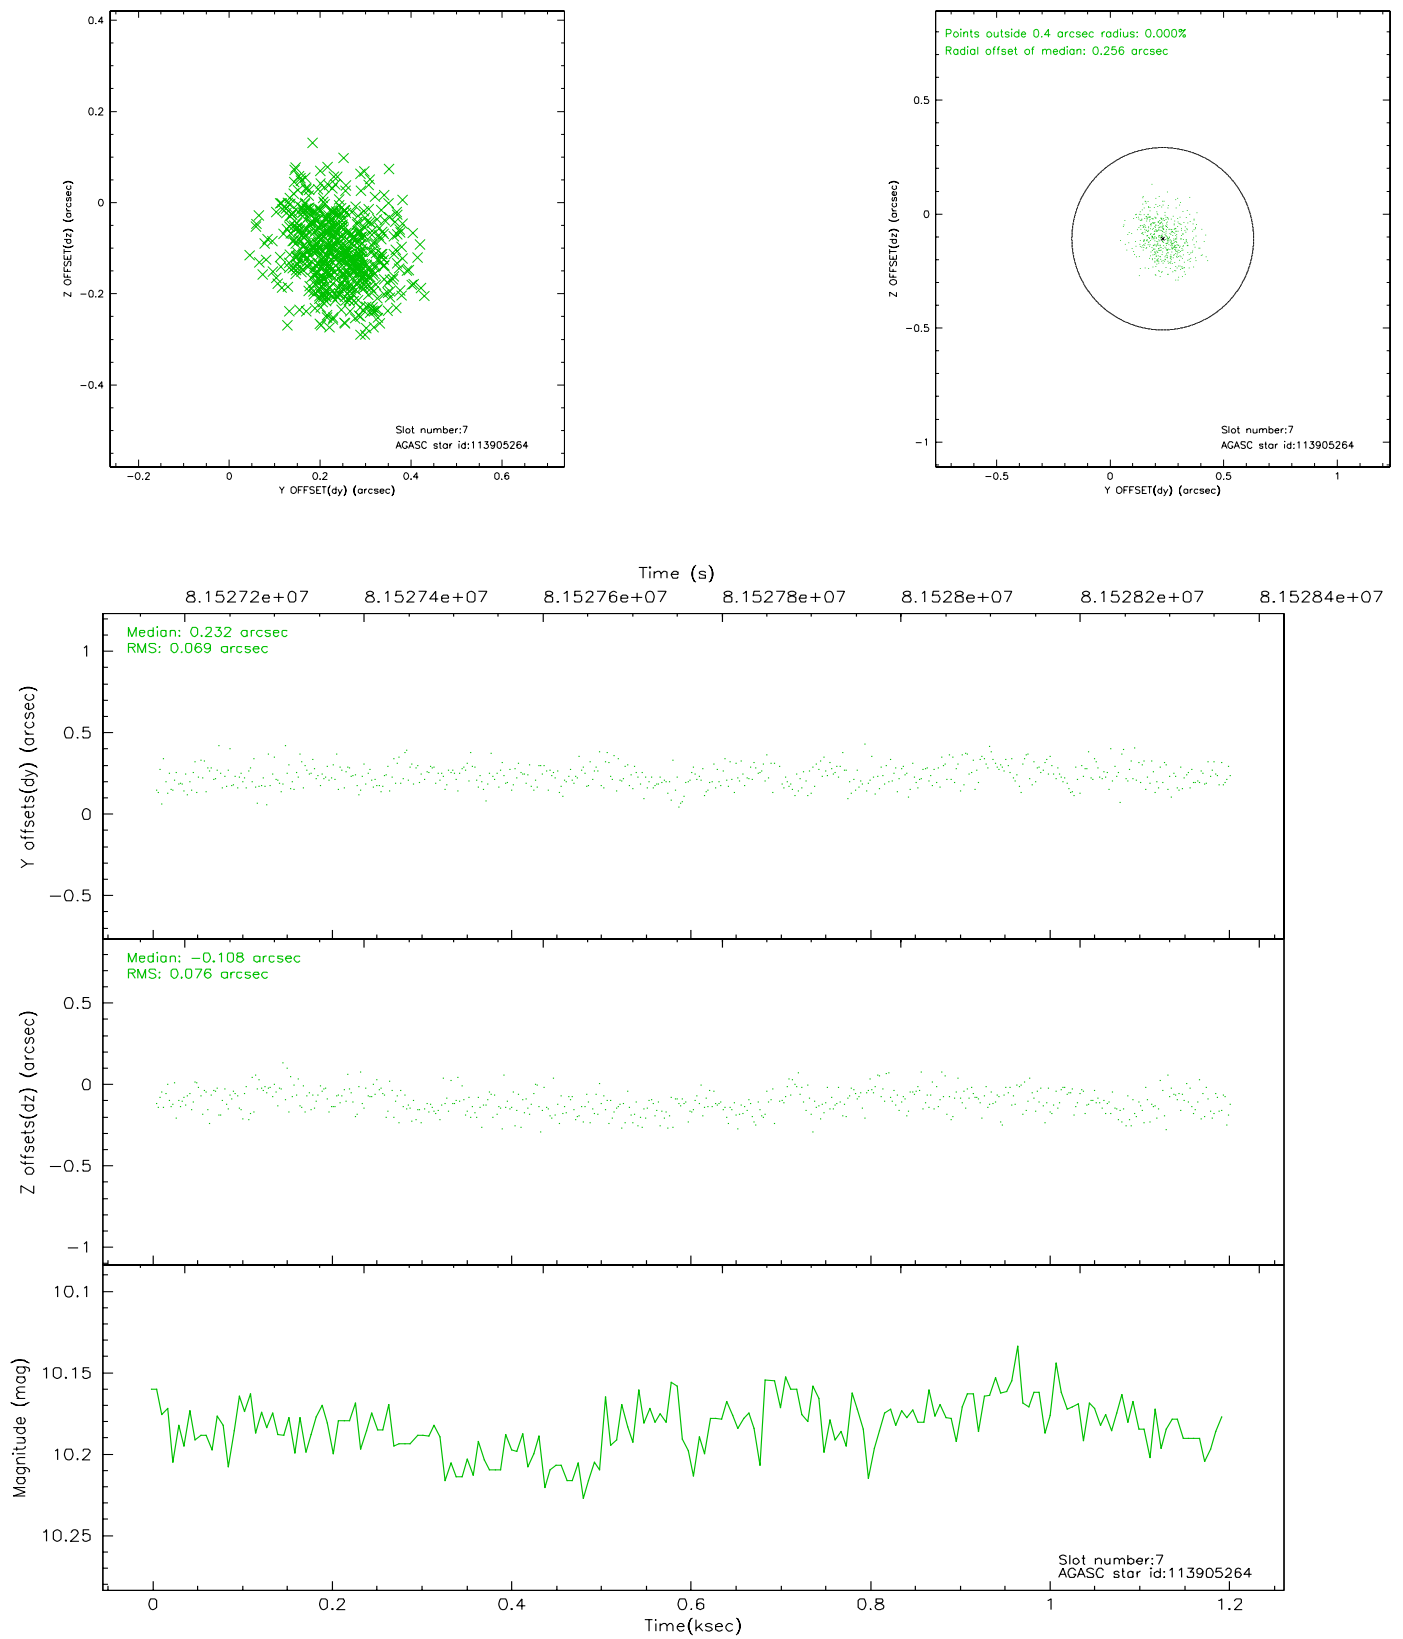 0.4
0.2
0
−0.2
−0.4
Z OFFSET(dz) (arcsec)
Slot number:7
AGASC star id:113905264
−0.2 0 0.2 0.4 0.6
Y OFFSET(dy) (arcsec)
Points outside 0.4 arcsec radius: 0.000%
Radial offset of median: 0.256 arcsec
0.5
0
−0.5
−1
Z OFFSET(dz) (arcsec)
Slot number:7
AGASC star id:113905264
−0.5 0 0.5 1
Y OFFSET(dy) (arcsec)
Time (s)
8.15272e+07 8.15274e+07 8.15276e+07 8.15278e+07 8.1528e+07 8.15282e+07 8.15284e+07
Median: 0.232 arcsec
RMS: 0.069 arcsec
1
0.5
0
−0.5
Y offsets(dy) (arcsec)
Median: −0.108 arcsec
RMS: 0.076 arcsec
0.5
0
−0.5
−1
Z offsets(dz) (arcsec)
10.1
10.15
10.2
10.25
Magnitude (mag)
Slot number:7
AGASC star id:113905264
0 0.2 0.4 0.6 0.8 1 1.2
Time(ksec)